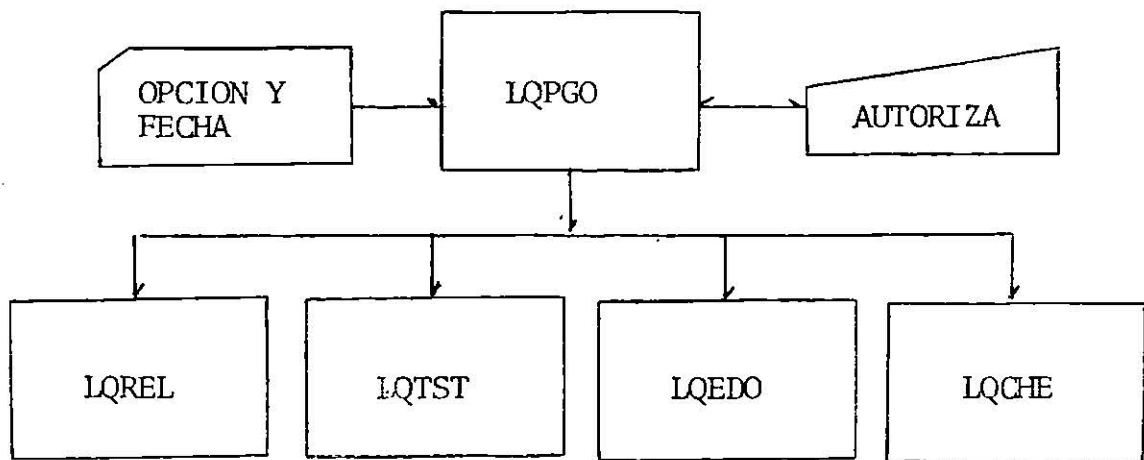 OPCION Y
FECHA
LQPGO
AUTORIZA
LQREL
LQTST
LQEDO
LQCHE